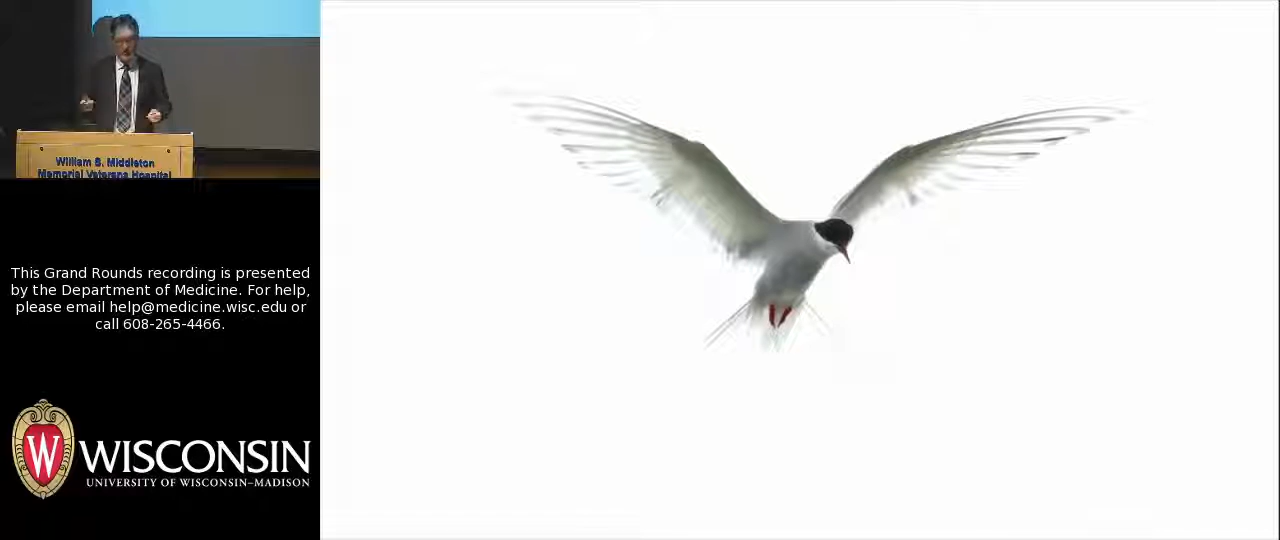 William S. Middleton
Memorial Veterans Hospital
This Grand Rounds recording is presented
by the Department of Medicine. For help,
please email help@medicine.wisc.edu or
call 608-265-4466.
W
WISCONSIN
UNIVERSITY OF WISCONSIN–MADISON